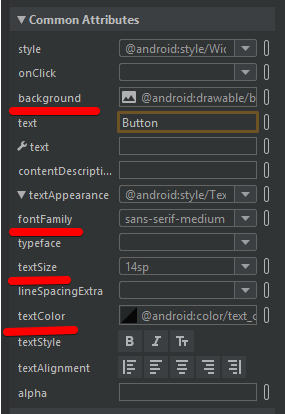 Common Attributes
style @android:style/Wic
onClick
background @android:drawable/b
text Button
text
contentDescripti...
textAppearance @android:style/Tex
fontFamily sans-serif-medium
typeface
textSize 14sp
lineSpacingExtra
textColor @android:color/text_c
textStyle B I Tт
textAlignment
alpha